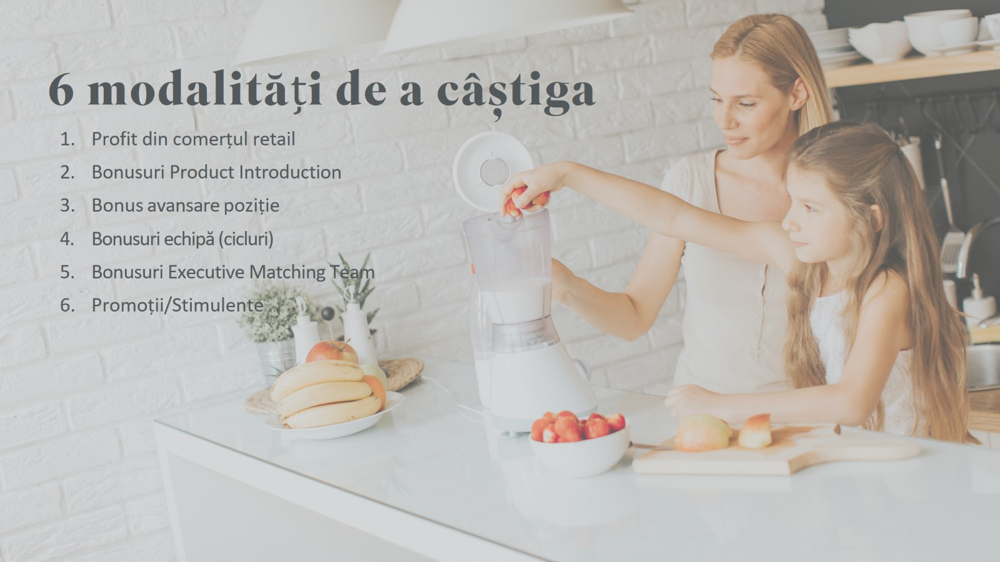 6 modalități de a câștiga
1. Profit din comerțul retail
2. Bonusuri Product Introduction
3. Bonus avansare poziție
4. Bonusuri echipă (cicluri)
5. Bonusuri Executive Matching Team
6. Promoții/Stimulente